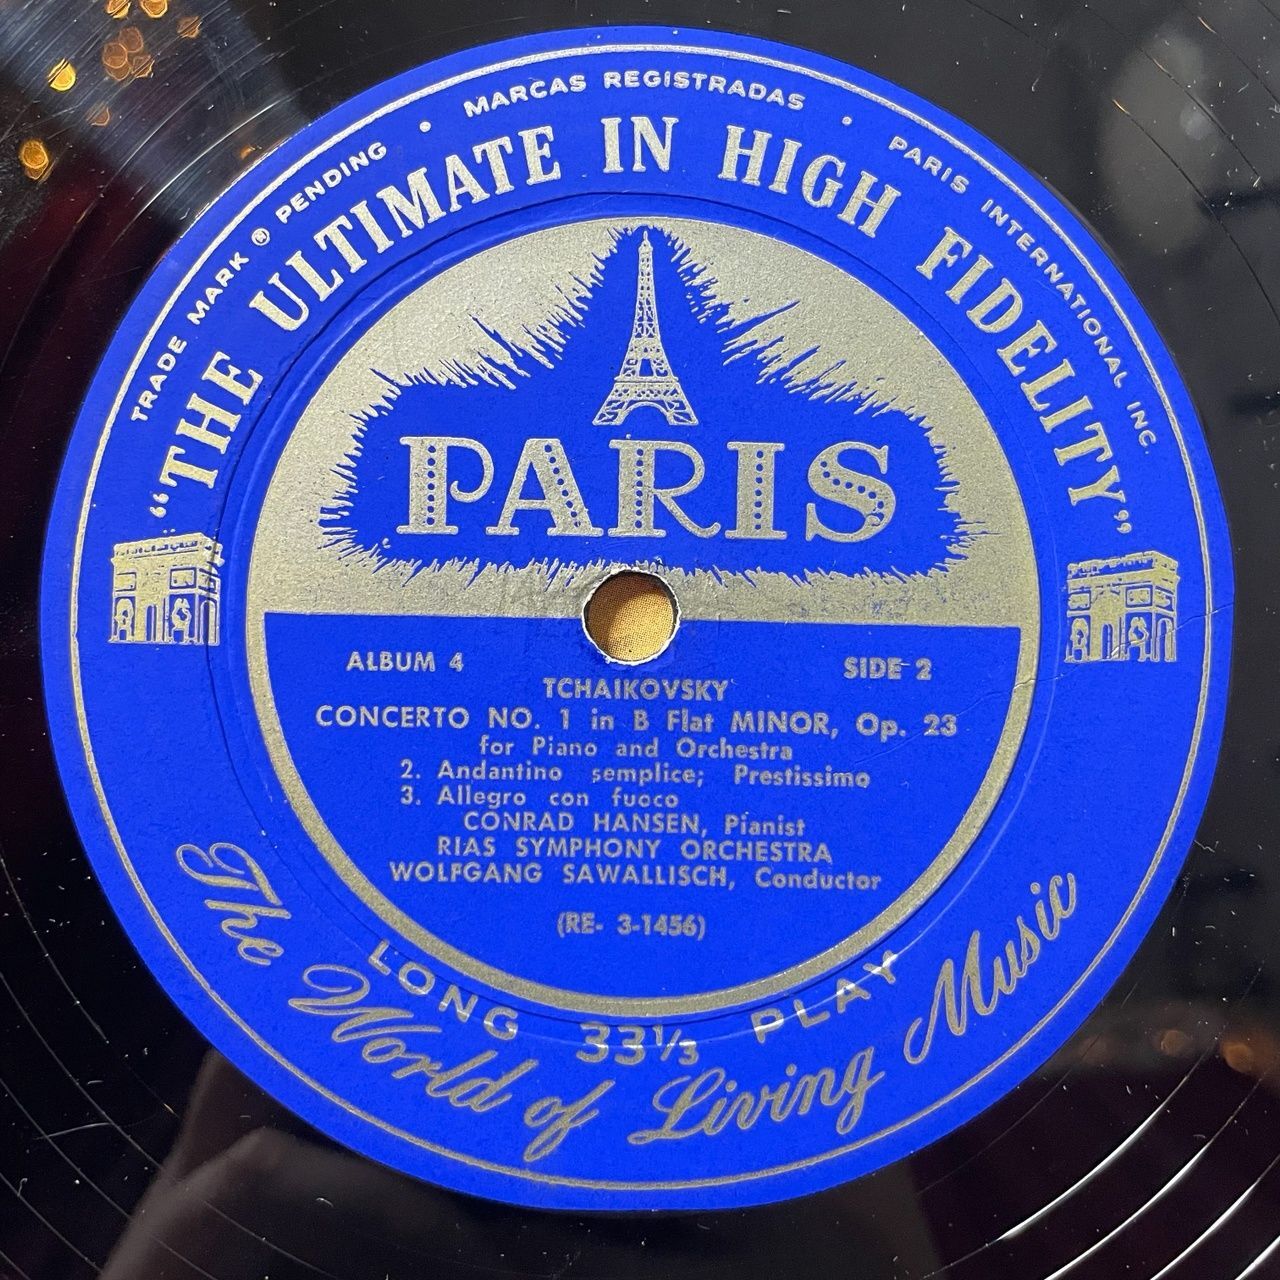 TRADE MARK ® PENDING • MARCAS REGISTRADAS • PARIS INTERNATIONAL INC.
"THE ULTIMATE IN HIGH FIDELITY"
PARIS
ALBUM 4 SIDE 2
TCHAIKOVSKY
CONCERTO NO. 1 in B Flat MINOR, Op. 23
for Piano and Orchestra
2. Andantino semplice; Prestissimo
3. Allegro con fuoco
CONRAD HANSEN, Pianist
RIAS SYMPHONY ORCHESTRA
WOLFGANG SAWALLISCH, Conductor
(RE- 3-1456)
LONG 33⅓ PLAY
The World of Living Music